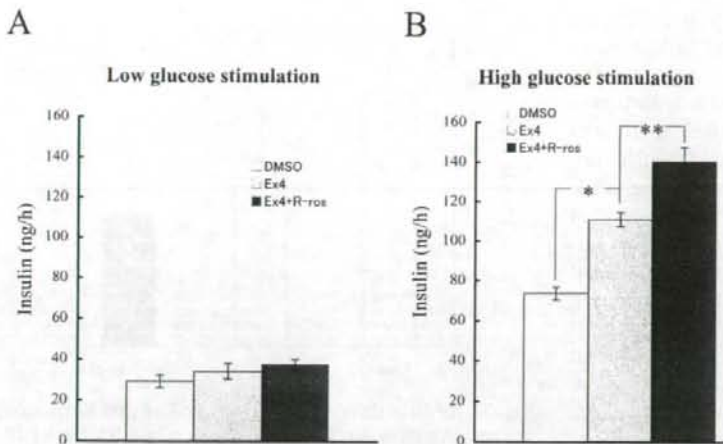 A
Low glucose stimulation
Insulin (ng/h)
160
140
120
100
80
60
40
20
0
DMSO
Ex4
Ex4+R-ros
B
High glucose stimulation
Insulin (ng/h)
160
140
120
100
80
60
40
20
0
DMSO
Ex4
Ex4+R-ros
*
**